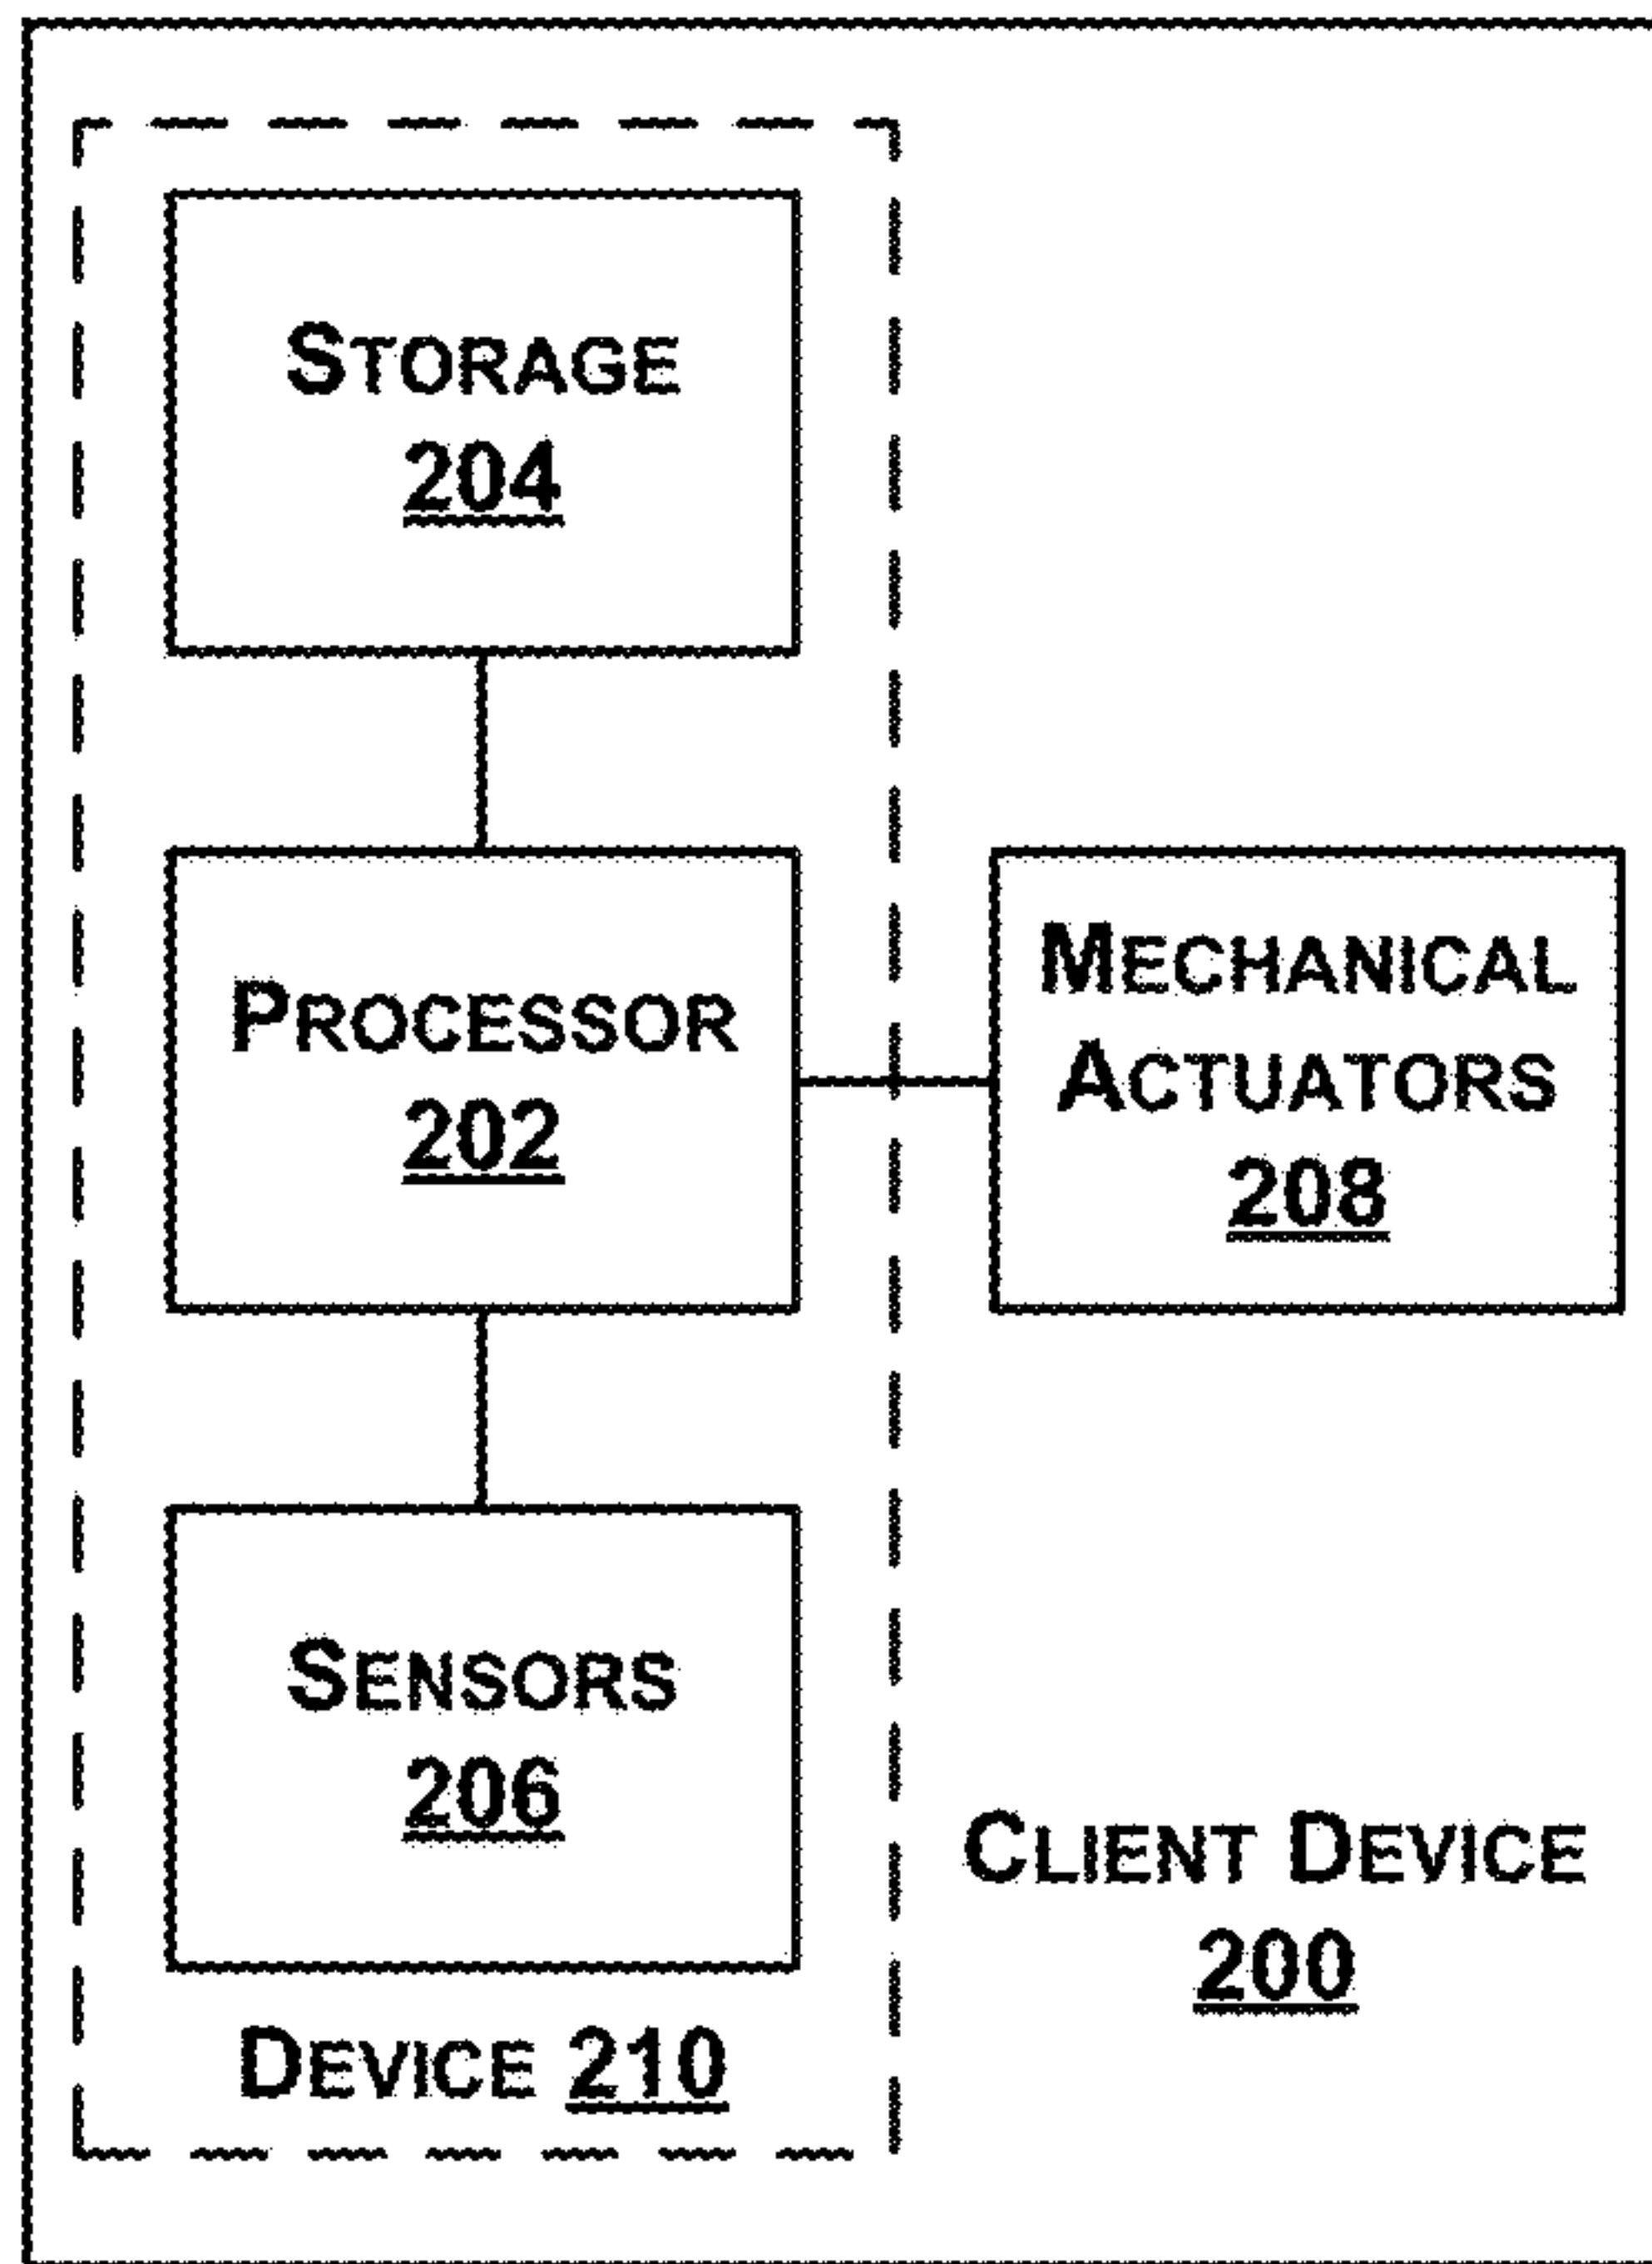 STORAGE
204
PROCESSOR
202
MECHANICAL
ACTUATORS
208
SENSORS
206
DEVICE 210
CLIENT DEVICE
200